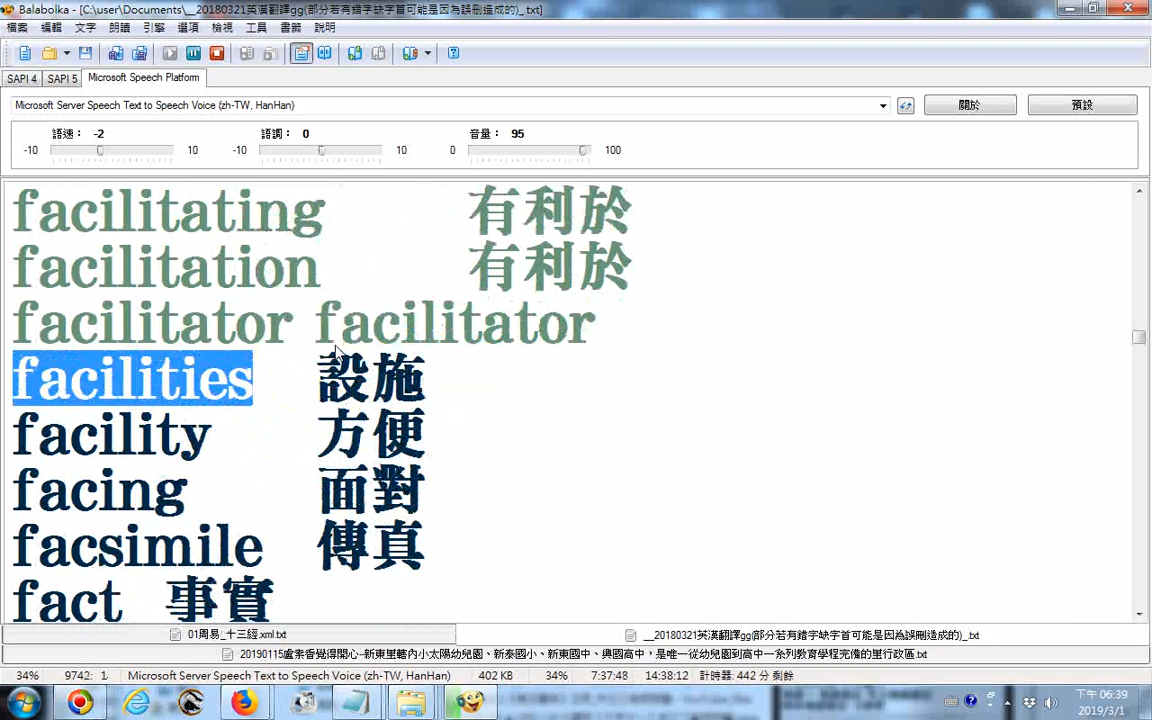 Balabolka - [C:\user\Documents\__20180321英漢翻譯gg(部分若有錯字缺字首可能是因為誤刪造成的)_.txt]
檔案 編輯 文字 朗讀 引擎 選項 檢視 工具 書籤 說明
SAPI 4 SAPI 5 Microsoft Speech Platform
Microsoft Server Speech Text to Speech Voice (zh-TW, HanHan) 關於 預設
語速： -2 語調： 0 音量： 95
-10 10 -10 10 0 100
facilitating 有利於
facilitation 有利於
facilitator facilitator
facilities 設施
facility 方便
facing 面對
facsimile 傳真
fact 事實
01周易_十三經.xml.txt __20180321英漢翻譯gg(部分若有錯字缺字首可能是因為誤刪造成的)_.txt
20190115盧素香覺得開心-新東里轄內小太陽幼兒園、新泰國小、新東國中、興國高中，是唯一從幼兒園到高中一系列教育學程完備的里行政區.txt
34% 9742: 1 Microsoft Server Speech Text to Speech Voice (zh-TW, HanHan) 402 KB 34% 7:37:48 14:38:12 計時器: 442 分 剩餘
下午 06:39
2019/3/1